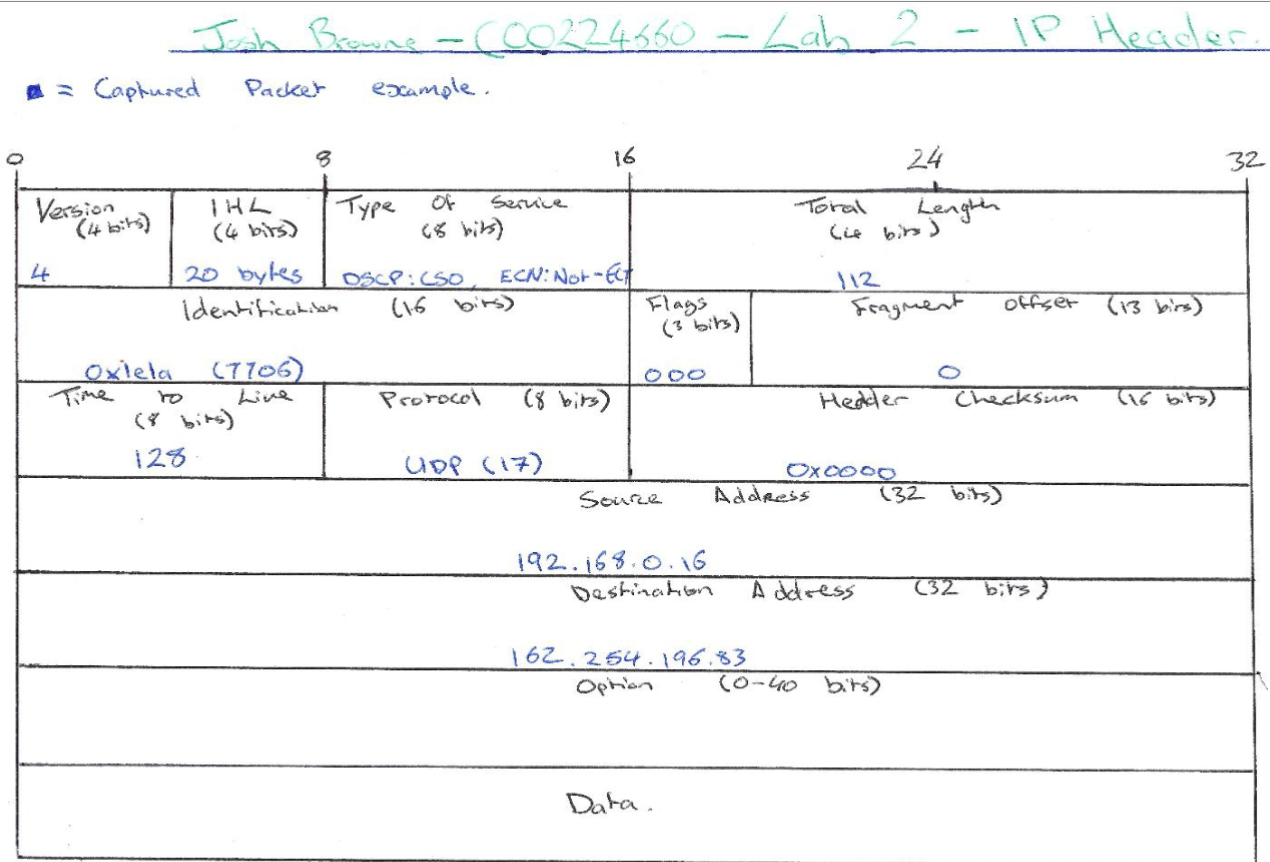 Josh Browne - C00224660 - Lab 2 - IP Header.
= Captured Packet example.
0 8 16 24 32
Version (4 bits)
IHL (4 bits)
Type Of Service (8 bits)
Total Length
4
20 bytes
DSCP:CS0, ECN:Not-ECT
112
Identification (16 bits)
Flags (3 bits)
Fragment offset (13 bits)
0x1e1a (7706)
000
0
Time to Live (8 bits)
Protocol (8 bits)
Hedder Checksum (16 bits)
128
UDP (17)
0x0000
Source Address (32 bits)
192.168.0.16
Destination Address (32 bits)
162.254.196.83
Option (0-40 bits)
Data.